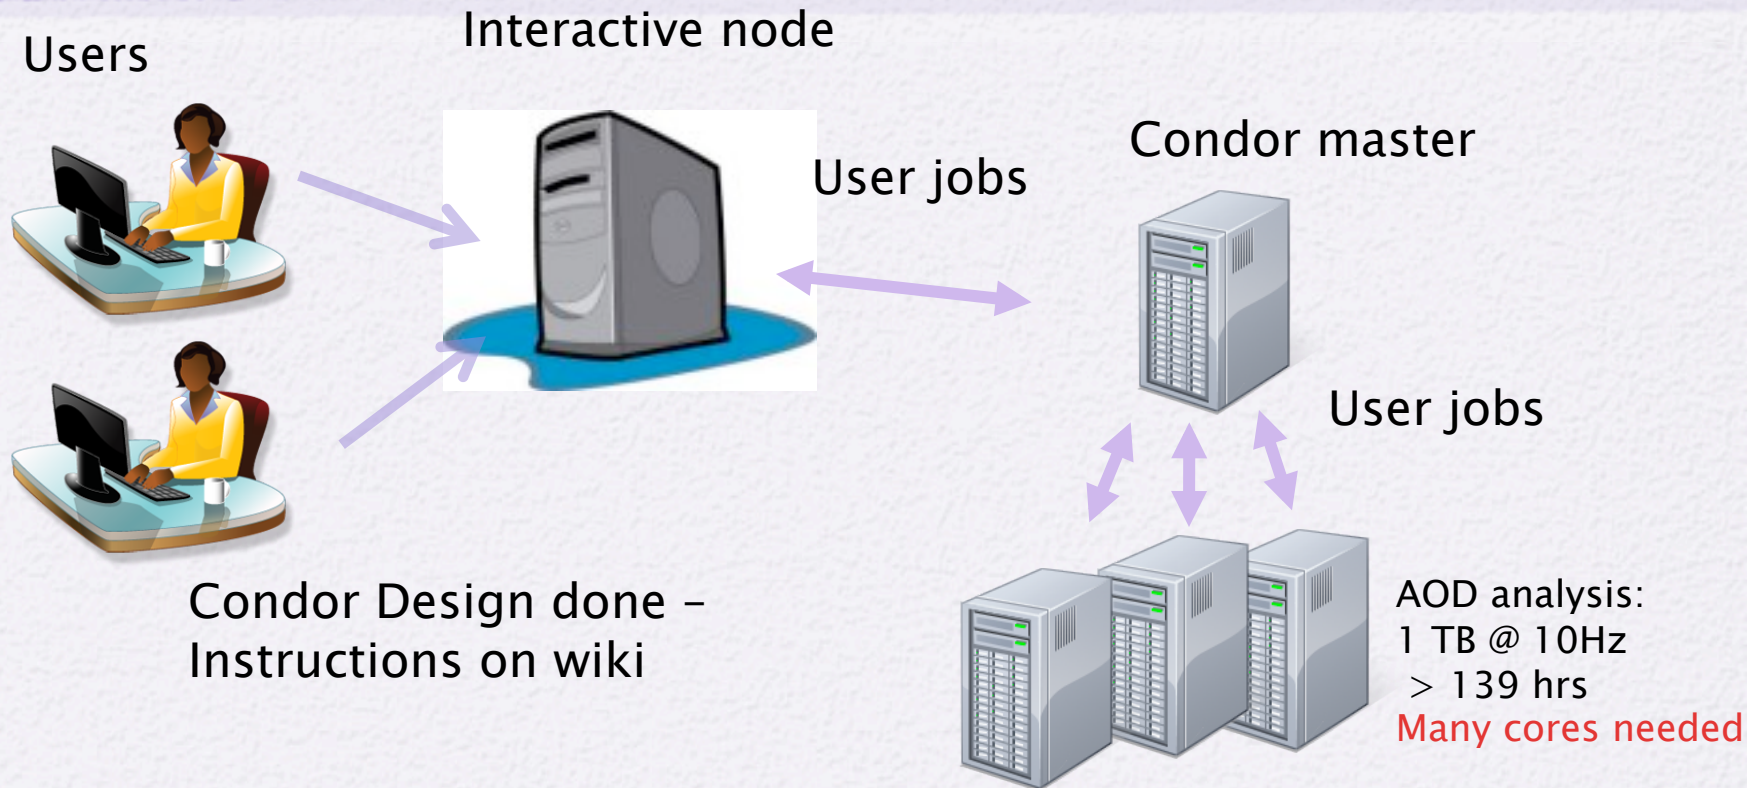 Users
Interactive node
User jobs
Condor master
User jobs
Condor Design done –
Instructions on wiki
AOD analysis:
1 TB @ 10Hz
> 139 hrs
Many cores needed